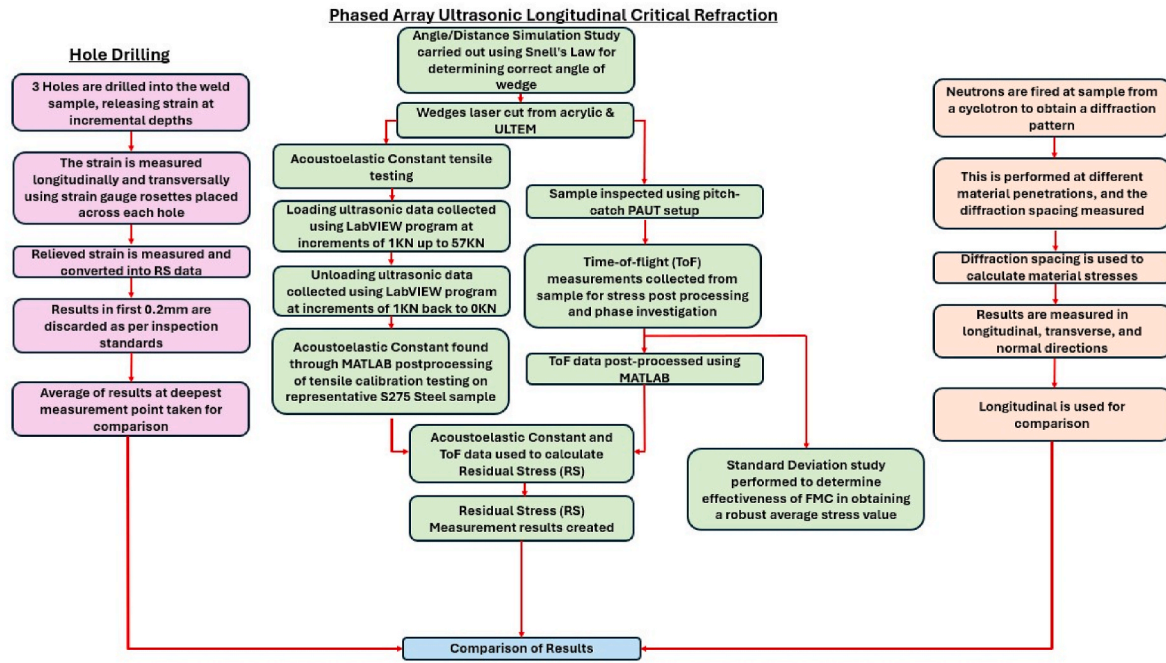 Phased Array Ultrasonic Longitudinal Critical Refraction
Hole Drilling
3 Holes are drilled into the weld
sample, releasing strain at
incremental depths
The strain is measured
longitudinally and transversally
using strain gauge rosettes placed
across each hole
Relieved strain is measured and
converted into RS data
Results in first 0.2mm are
discarded as per inspection
standards
Average of results at deepest
measurement point taken for
comparison
Angle/Distance Simulation Study
carried out using Snell's Law for
determining correct angle of
wedge
Wedges laser cut from acrylic &
ULTEM
Acoustoelastic Constant tensile
testing
Loading ultrasonic data collected
using LabVIEW program at
increments of 1KN up to 57KN
Unloading ultrasonic data
collected using LabVIEW program
at increments of 1KN back to 0KN
Acoustoelastic Constant found
through MATLAB postprocessing
of tensile calibration testing on
representative S275 Steel sample
Sample inspected using pitch-
catch PAUT setup
Time-of-flight (ToF)
measurements collected from
sample for stress post processing
and phase investigation
ToF data post-processed using
MATLAB
Acoustoelastic Constant and
ToF data used to calculate
Residual Stress (RS)
Residual Stress (RS)
Measurement results created
Standard Deviation study
performed to determine
effectiveness of FMC in obtaining
a robust average stress value
Neutrons are fired at sample from
a cyclotron to obtain a diffraction
pattern
This is performed at different
material penetrations, and the
diffraction spacing measured
Diffraction spacing is used to
calculate material stresses
Results are measured in
longitudinal, transverse, and
normal directions
Longitudinal is used for
comparison
Comparison of Results